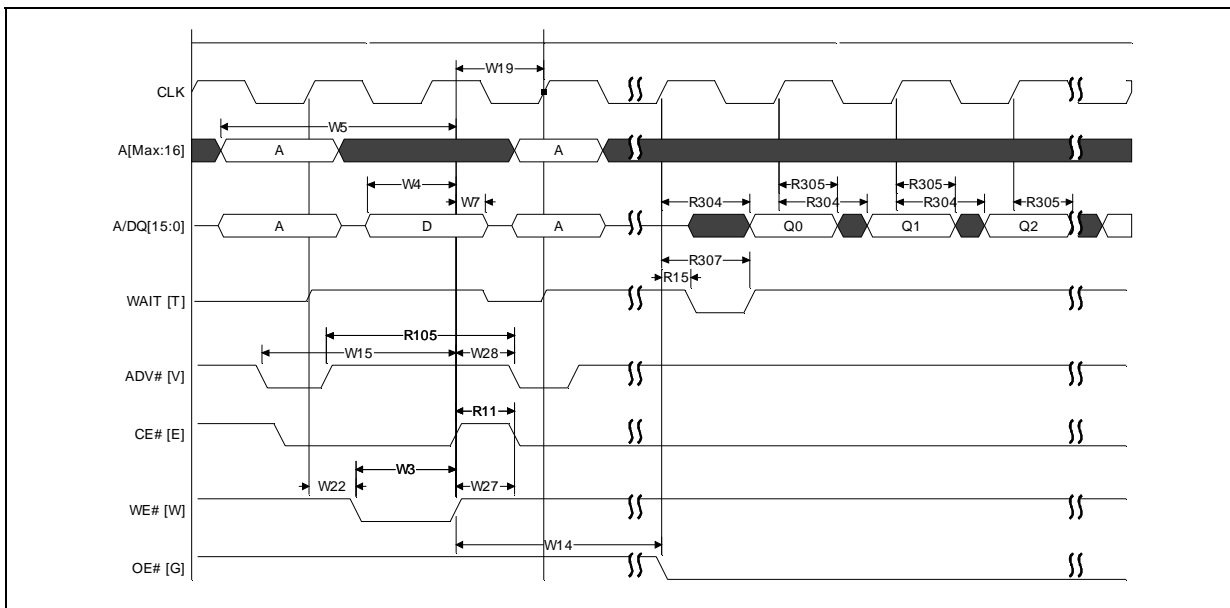 W19
CLK
W5
A[Max:16]
A
A
W4
W7
R305
R305
R304
R304
R304
R305
A/DQ[15:0]
A
D
A
Q0
Q1
Q2
R307
R15
WAIT [T]
R105
W15
W28
ADV# [V]
R11
CE# [E]
W3
W22
W27
WE# [W]
W14
OE# [G]